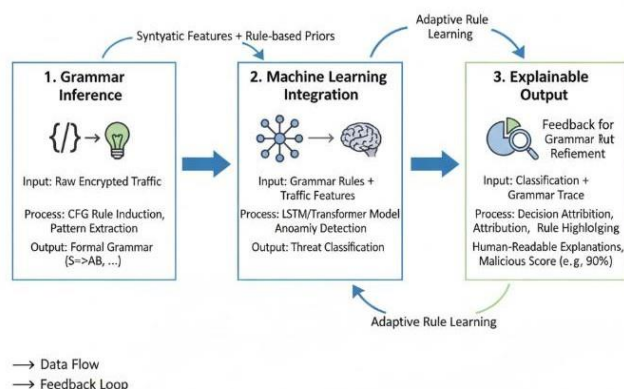 Syntyatic Features + Rule-based Priors
Adaptive Rule
Learning
1. Grammar
Inference
{/}
Input: Raw Encrypted Traffic
Process: CFG Rule Induction,
Pattern Extraction
Output: Formal Grammar
(S=>AB, ...)
2. Machine Learning
Integration
Input: Grammar Rules +
Traffic Features
Process: LSTM/Transformer Model
Anoamly Detection
Output: Threat Classification
3. Explainable
Output
Feedback for
Grammar Rut
Refiement
Input: Classification +
Grammar Trace
Process: Decision Attribution,
Attribution, Rule Highlolging
Human-Readable Explanations,
Malicious Score (e.g, 90%)
Adaptive Rule Learning
→ Data Flow
→ Feedback Loop